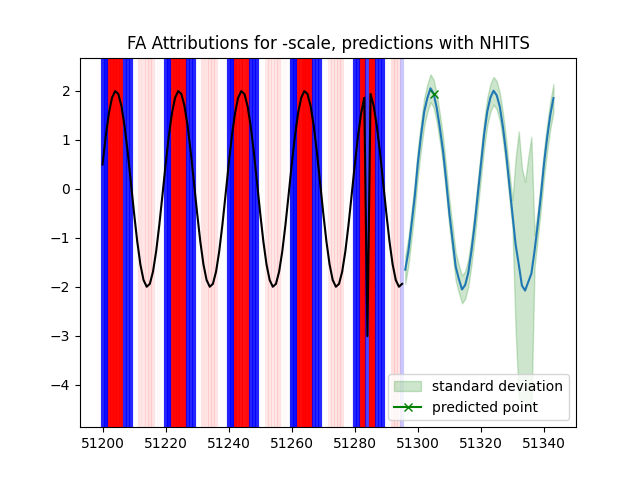 FA Attributions for -scale, predictions with NHITS
2
1
0
−1
−2
−3
−4
standard deviation
predicted point
51200 51220 51240 51260 51280 51300 51320 51340